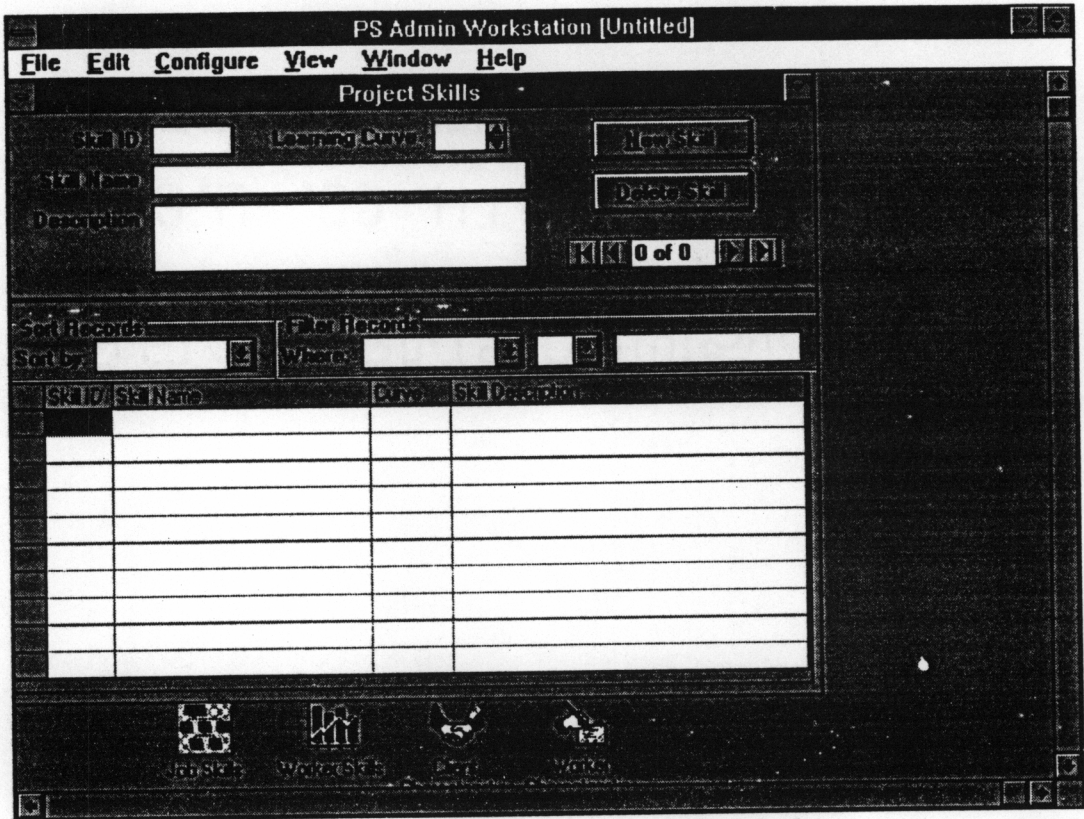 PS Admin Workstation [Untitled]
File Edit Configure View Window Help
Project Skills
Skill ID Learning Curve New Skill
Skill Name Delete Skill
Description
0 of 0
Sort Records Filter Records
Sort by: Where:
Skill ID Skill Name Curve Skill Description
Job Skills Worker Skills Client Worker